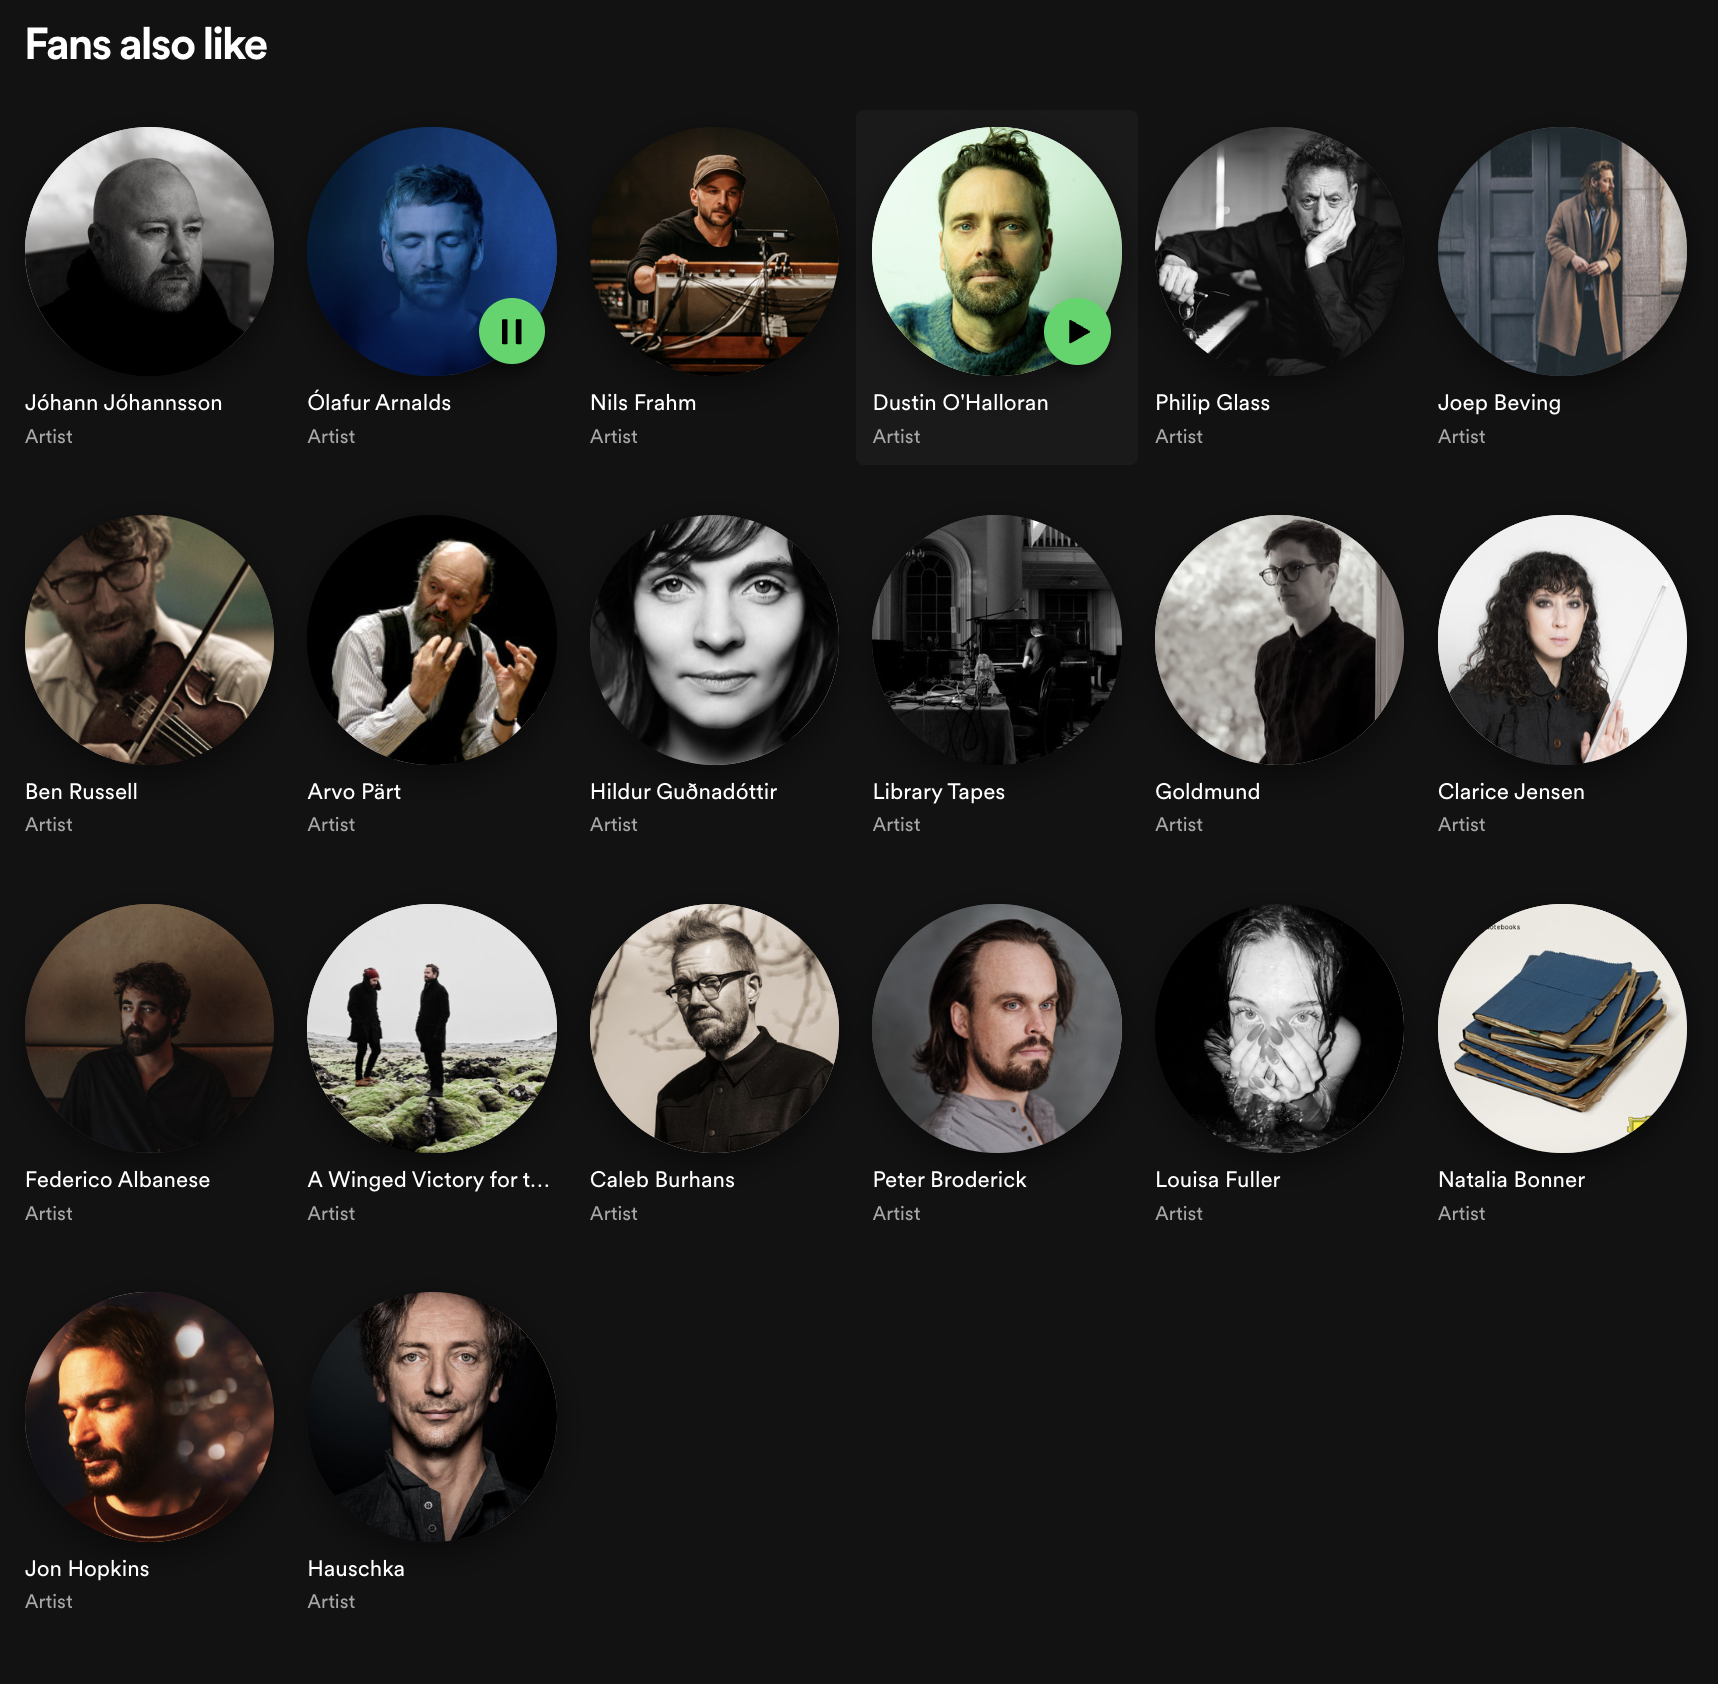 Fans also like
Jóhann Jóhannsson
Artist
Ólafur Arnalds
Artist
Nils Frahm
Artist
Dustin O'Halloran
Artist
Philip Glass
Artist
Joep Beving
Artist
Ben Russell
Artist
Arvo Pärt
Artist
Hildur Guðnadóttir
Artist
Library Tapes
Artist
Goldmund
Artist
Clarice Jensen
Artist
Federico Albanese
Artist
A Winged Victory for t...
Artist
Caleb Burhans
Artist
Peter Broderick
Artist
Louisa Fuller
Artist
Natalia Bonner
Artist
Jon Hopkins
Artist
Hauschka
Artist